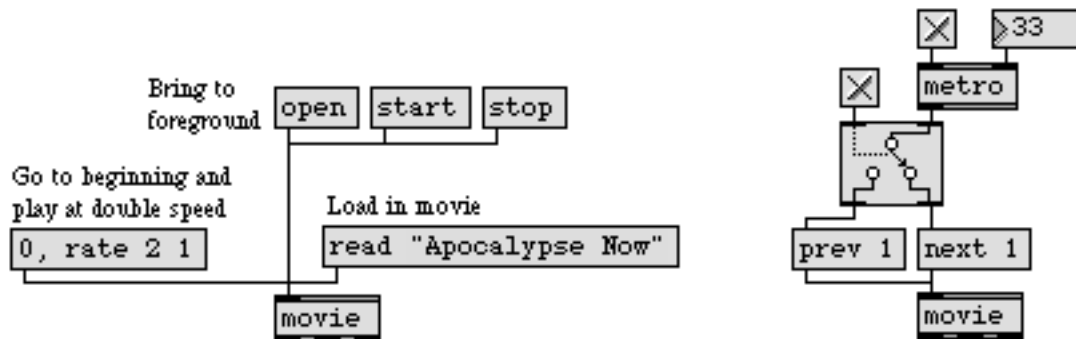 Bring to
foreground
open
start
stop
Go to beginning and
play at double speed
0, rate 2 1
Load in movie
read "Apocalypse Now"
movie
33
metro
prev 1
next 1
movie